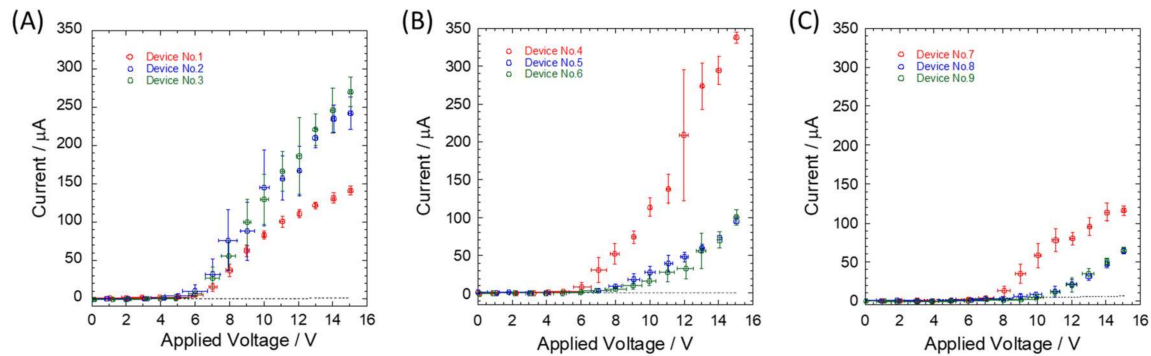 (A)
350
300
250
200
150
100
50
0
Current / μA
Device No.1
Device No.2
Device No.3
0 2 4 6 8 10 12 14 16
Applied Voltage / V
(B)
350
300
250
200
150
100
50
0
Current / μA
Device No.4
Device No.5
Device No.6
0 2 4 6 8 10 12 14 16
Applied Voltage / V
(C)
350
300
250
200
150
100
50
0
Current / μA
Device No.7
Device No.8
Device No.9
0 2 4 6 8 10 12 14 16
Applied Voltage / V